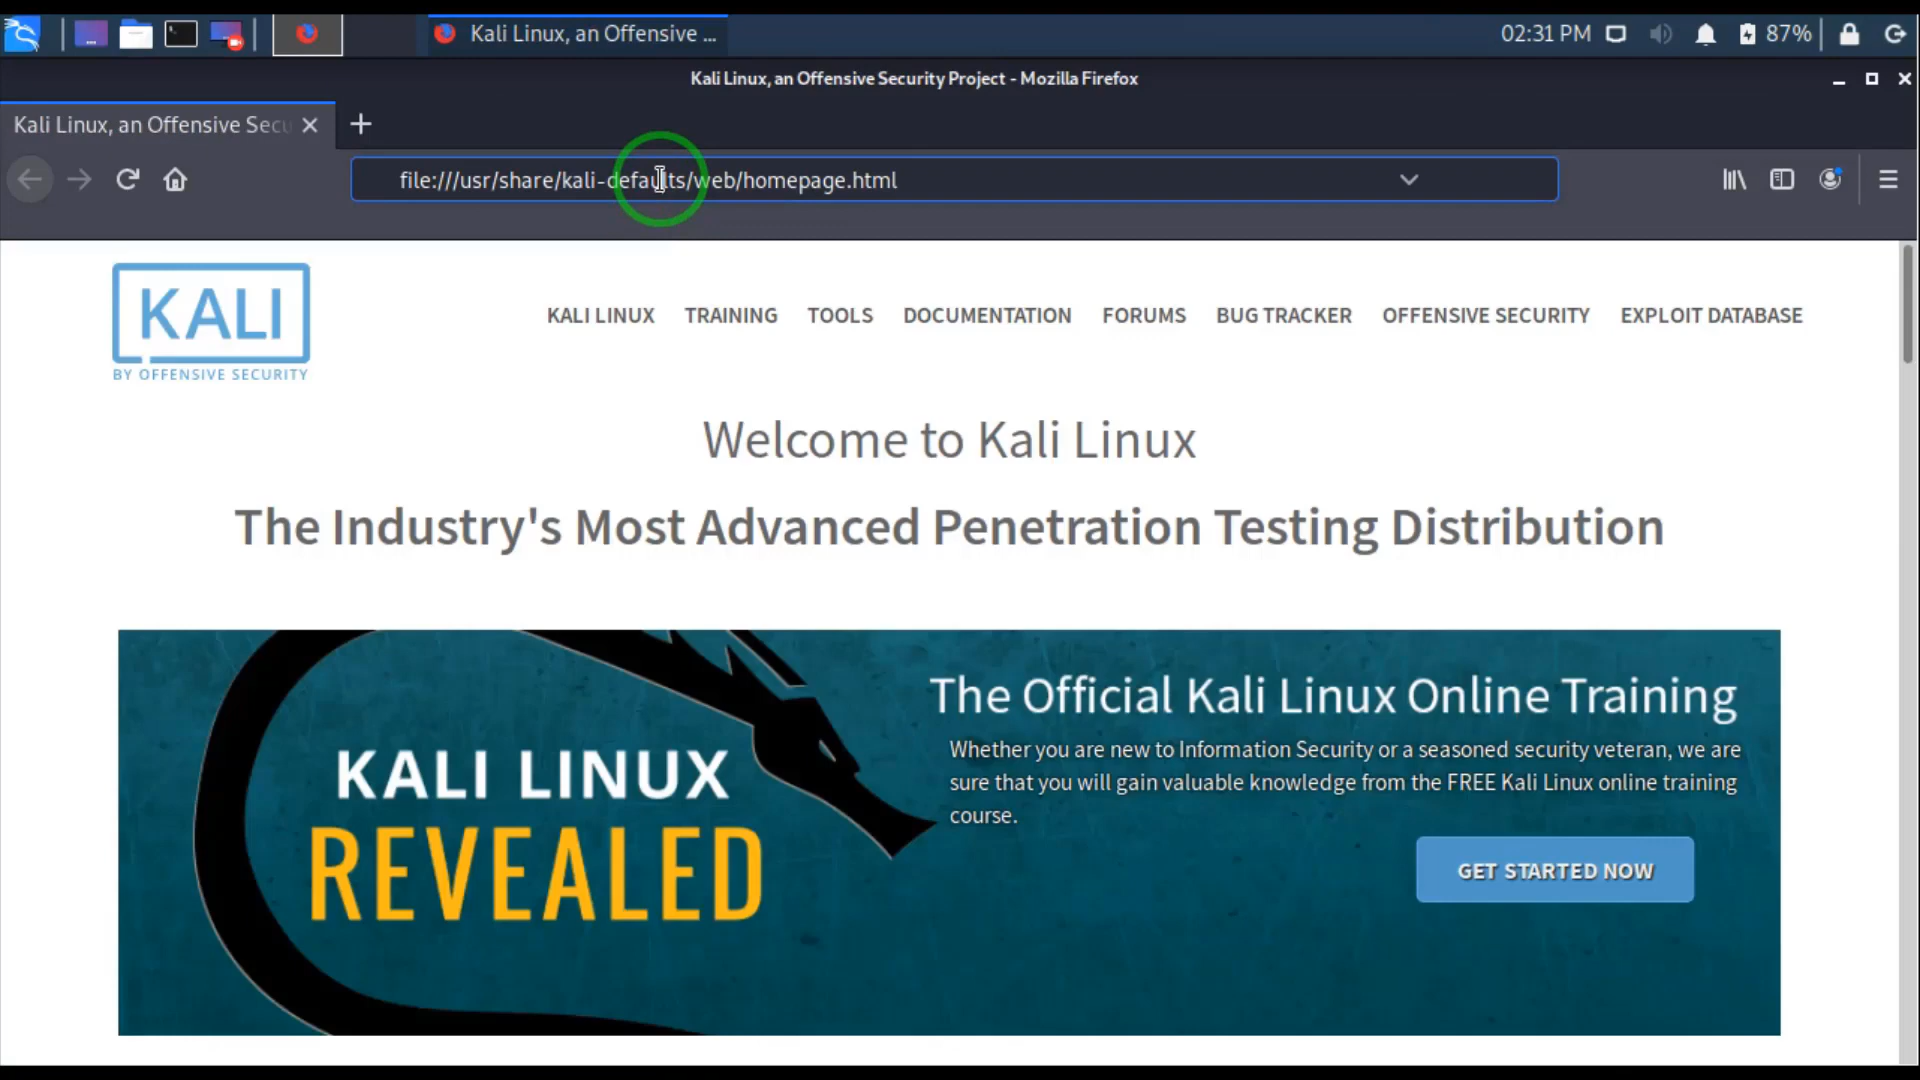 Kali Linux, an Offensive ...
02:31 PM
87%
Kali Linux, an Offensive Security Project - Mozilla Firefox
Kali Linux, an Offensive Secu
file:///usr/share/kali-defaults/web/homepage.html
KALI
BY OFFENSIVE SECURITY
KALI LINUX TRAINING TOOLS DOCUMENTATION FORUMS BUG TRACKER OFFENSIVE SECURITY EXPLOIT DATABASE
Welcome to Kali Linux
The Industry's Most Advanced Penetration Testing Distribution
KALI LINUX
REVEALED
The Official Kali Linux Online Training
Whether you are new to Information Security or a seasoned security veteran, we are
sure that you will gain valuable knowledge from the FREE Kali Linux online training
course.
GET STARTED NOW